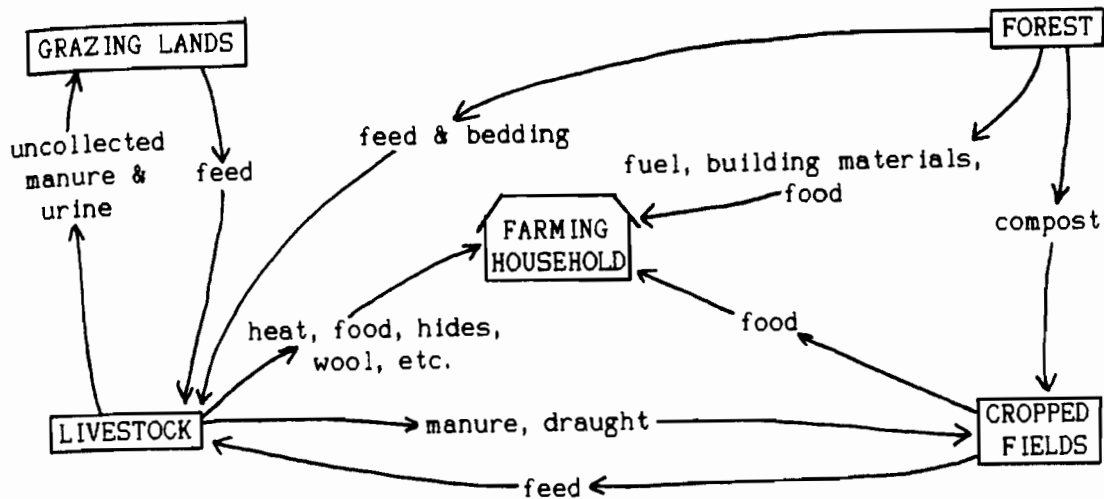 GRAZING LANDS
FOREST
uncollected
manure &
urine
feed
feed & bedding
fuel, building materials,
food
compost
FARMING
HOUSEHOLD
heat, food, hides,
wool, etc.
food
LIVESTOCK
manure, draught
CROPPED
FIELDS
feed